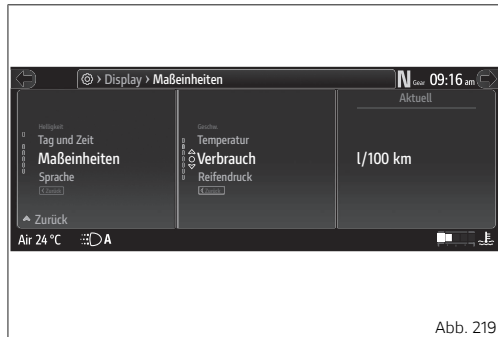 Display › Maßeinheiten
N Gear 09:16 am
Helligkeit
Tag und Zeit
Maßeinheiten
Sprache
Zurück
Zurück
Geschw.
Temperatur
Verbrauch
Reifendruck
Zurück
Aktuell
l/100 km
Air 24 °C A
Abb. 219